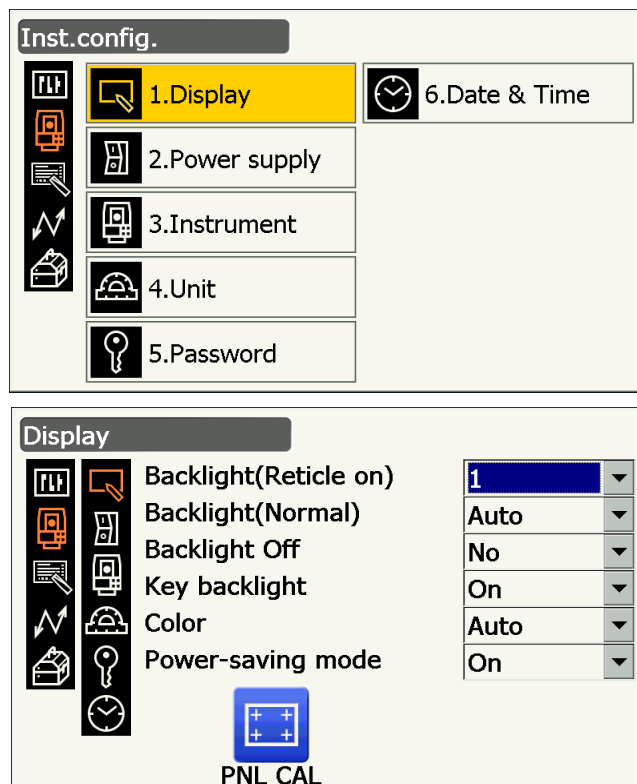 Inst.config.
1.Display
6.Date & Time
2.Power supply
3.Instrument
4.Unit
5.Password
Display
Backlight(Reticle on) 1
Backlight(Normal) Auto
Backlight Off No
Key backlight On
Color Auto
Power-saving mode On
PNL CAL